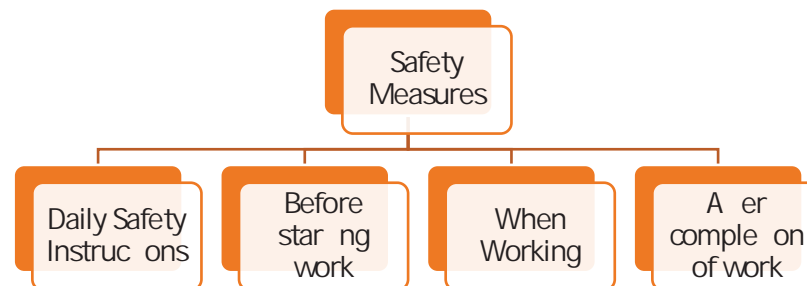 Safety
Measures
Daily Safety
Instruc ons
Before
star ng
work
When
Working
A er
comple on
of work